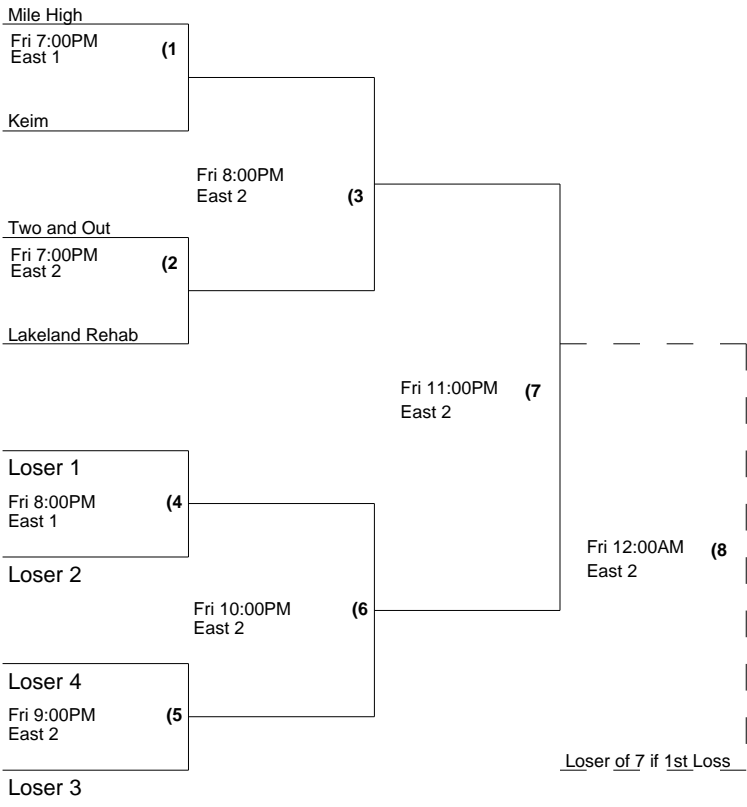 Mile High
Fri 7:00PM
East 1
(1
Keim
Fri 8:00PM
East 2
(3
Two and Out
Fri 7:00PM
East 2
(2
Lakeland Rehab
Fri 11:00PM
East 2
(7
Loser 1
Fri 8:00PM
East 1
(4
Loser 2
Fri 12:00AM
East 2
(8
Fri 10:00PM
East 2
(6
Loser 4
Fri 9:00PM
East 2
(5
Loser of 7 if 1st Loss
Loser 3